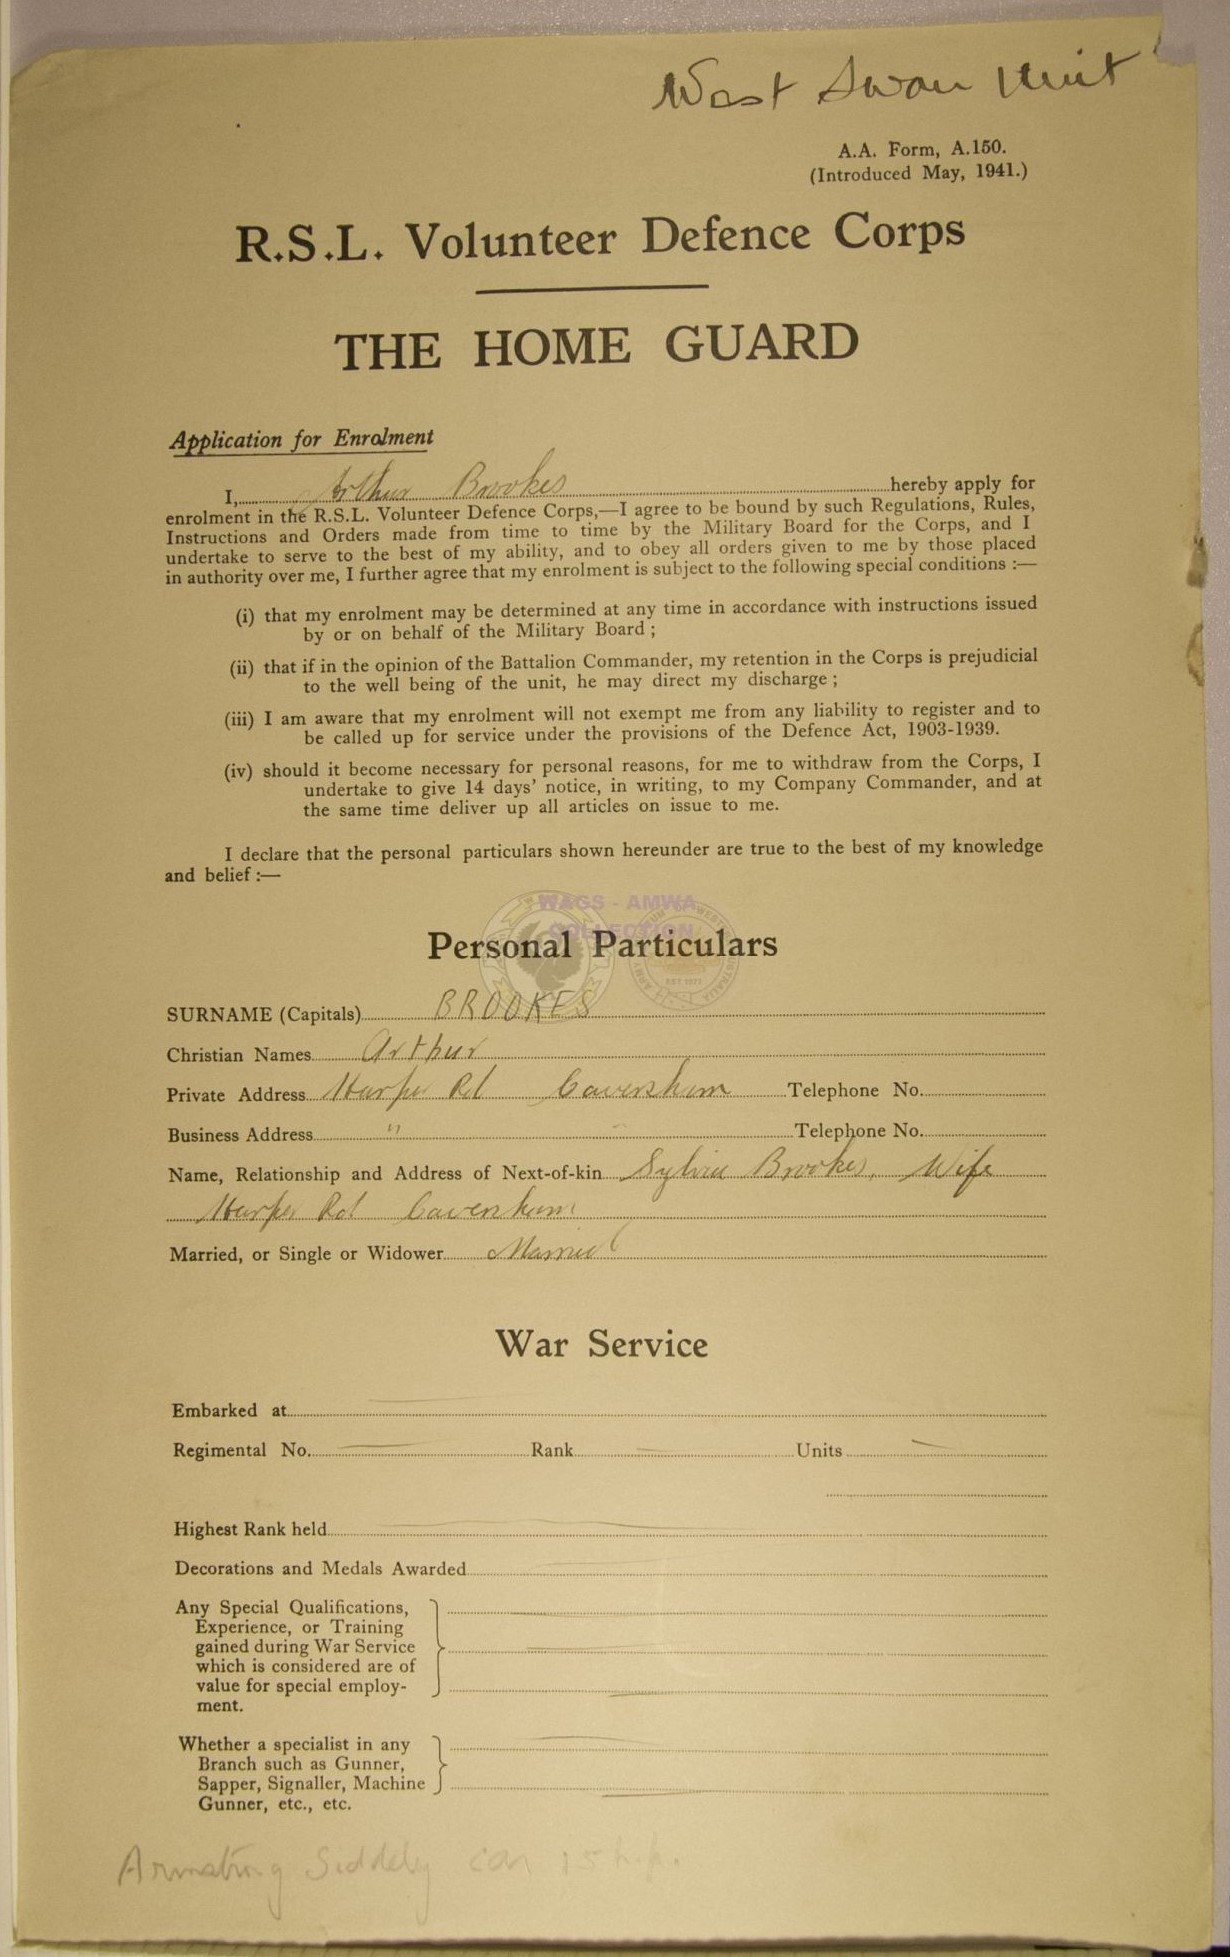 West Swan Unit
A.A. Form, A.150.
(Introduced May, 1941.)
R.S.L. Volunteer Defence Corps
THE HOME GUARD
Application for Enrolment
I, Arthur Brookes hereby apply for
enrolment in the R.S.L. Volunteer Defence Corps,—I agree to be bound by such Regulations, Rules,
Instructions and Orders made from time to time by the Military Board for the Corps, and I
undertake to serve to the best of my ability, and to obey all orders given to me by those placed
in authority over me, I further agree that my enrolment is subject to the following special conditions :—
(i) that my enrolment may be determined at any time in accordance with instructions issued
by or on behalf of the Military Board ;
(ii) that if in the opinion of the Battalion Commander, my retention in the Corps is prejudicial
to the well being of the unit, he may direct my discharge ;
(iii) I am aware that my enrolment will not exempt me from any liability to register and to
be called up for service under the provisions of the Defence Act, 1903-1939.
(iv) should it become necessary for personal reasons, for me to withdraw from the Corps, I
undertake to give 14 days' notice, in writing, to my Company Commander, and at
the same time deliver up all articles on issue to me.
I declare that the personal particulars shown hereunder are true to the best of my knowledge
and belief :—
WAGS - AMWA
COLLECTION
Personal Particulars
SURNAME (Capitals) BROOKES
Christian Names Arthur
Private Address Harper Rd Caversham Telephone No.
Business Address " Telephone No.
Name, Relationship and Address of Next-of-kin Sylvia Brookes, Wife
Harper Rd Caversham
Married, or Single or Widower Married
War Service
Embarked at
Regimental No. — Rank — Units —
Highest Rank held
Decorations and Medals Awarded
Any Special Qualifications,
Experience, or Training
gained during War Service
which is considered are of
value for special employ-
ment.
Whether a specialist in any
Branch such as Gunner,
Sapper, Signaller, Machine
Gunner, etc., etc.
Armstrong Siddely car 15 h.p.